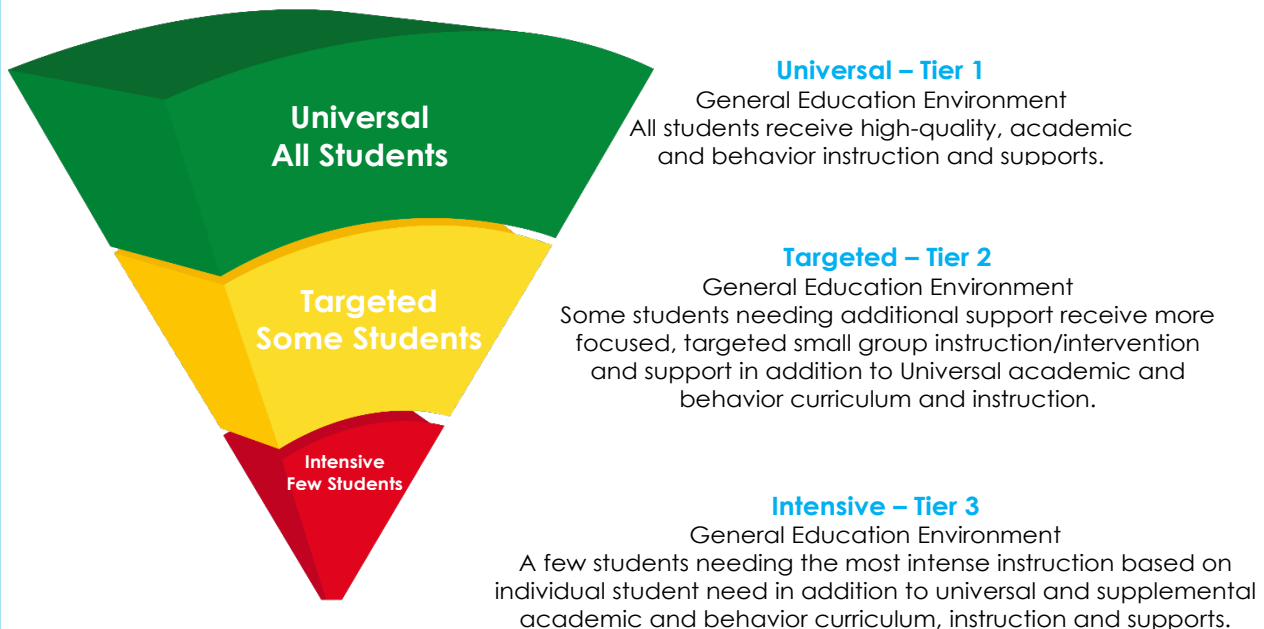 Universal
All Students
Universal – Tier 1
General Education Environment
All students receive high-quality, academic
and behavior instruction and supports.
Targeted
Some Students
Targeted – Tier 2
General Education Environment
Some students needing additional support receive more
focused, targeted small group instruction/intervention
and support in addition to Universal academic and
behavior curriculum and instruction.
Intensive
Few Students
Intensive – Tier 3
General Education Environment
A few students needing the most intense instruction based on
individual student need in addition to universal and supplemental
academic and behavior curriculum, instruction and supports.